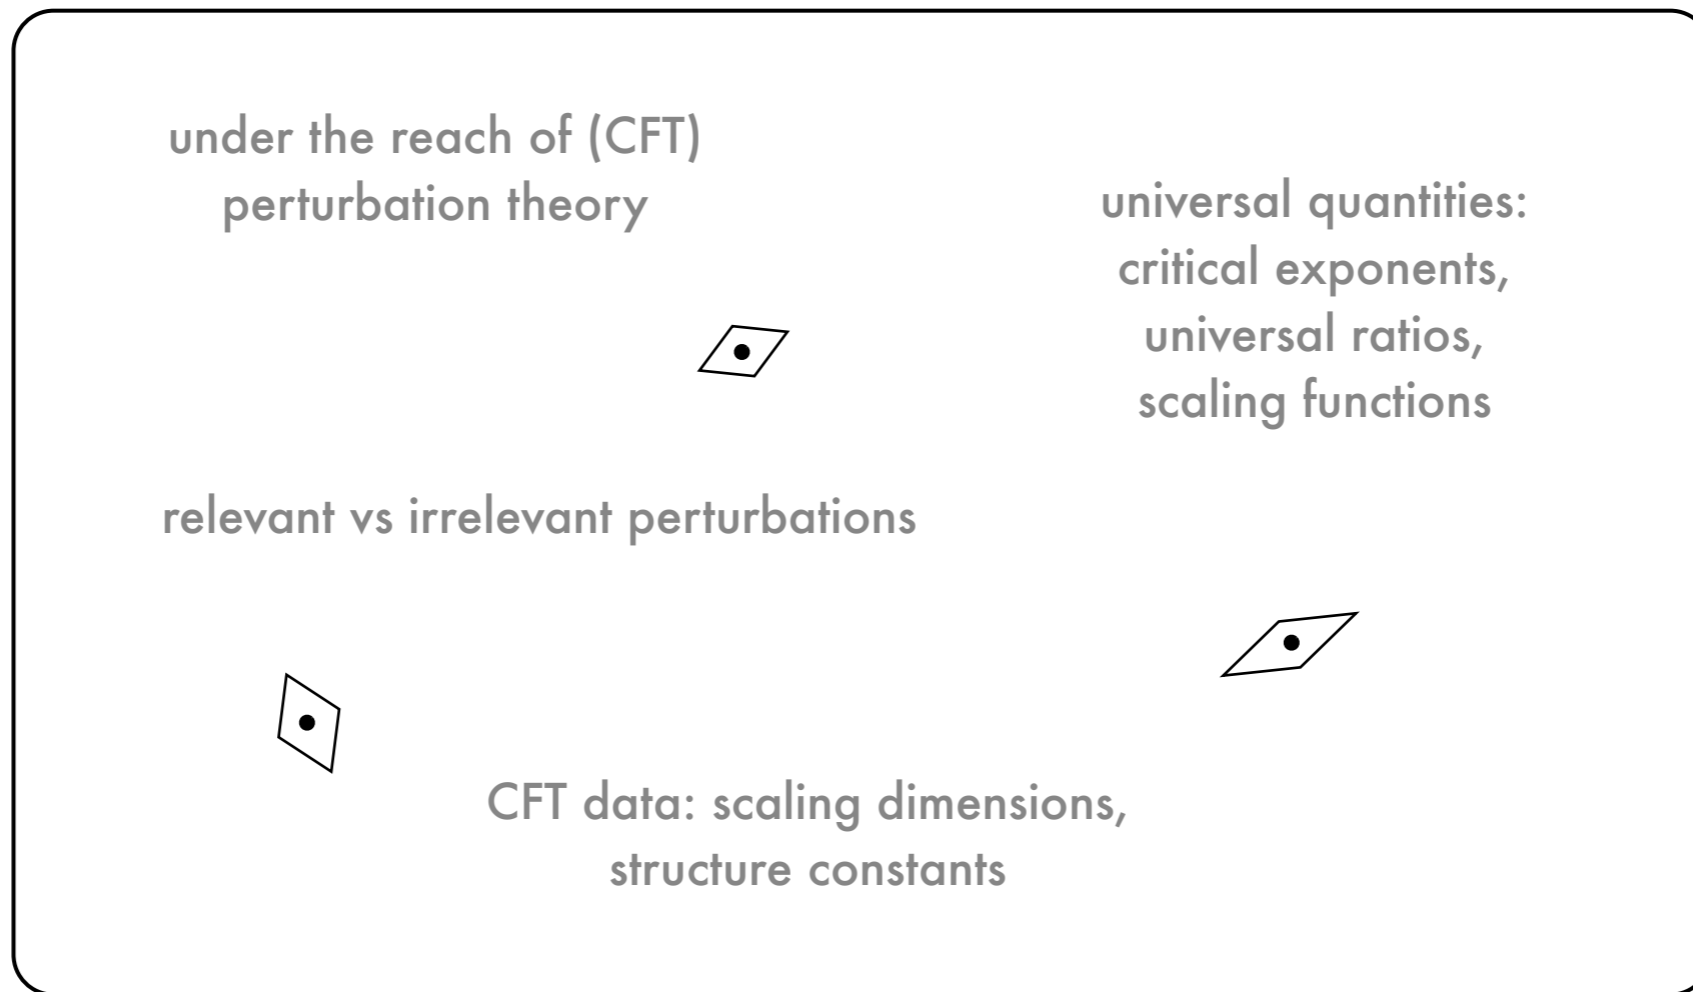 under the reach of (CFT)
perturbation theory
universal quantities:
critical exponents,
universal ratios,
scaling functions
relevant vs irrelevant perturbations
CFT data: scaling dimensions,
structure constants